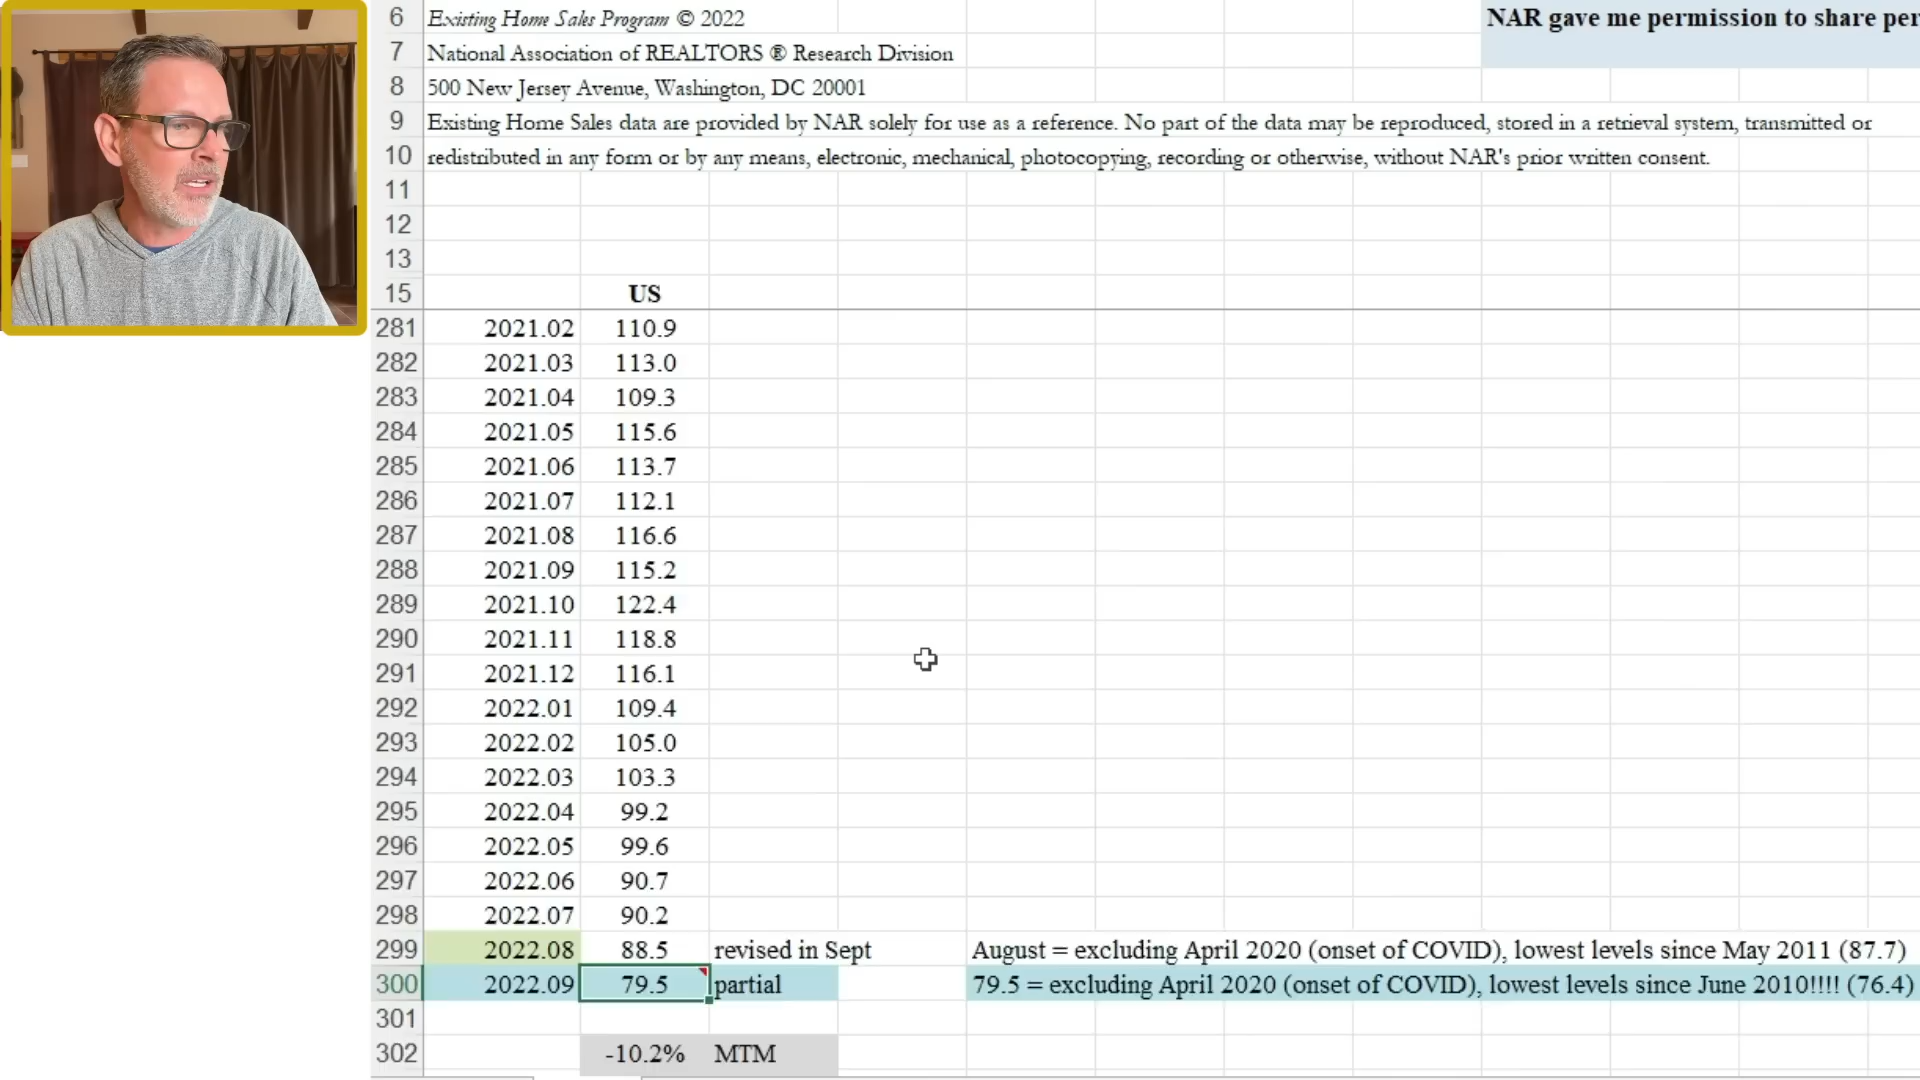 6 Existing Home Sales Program © 2022 NAR gave me permission to share per
7 National Association of REALTORS ® Research Division
8 500 New Jersey Avenue, Washington, DC 20001
9 Existing Home Sales data are provided by NAR solely for use as a reference. No part of the data may be reproduced, stored in a retrieval system, transmitted or
10 redistributed in any form or by any means, electronic, mechanical, photocopying, recording or otherwise, without NAR's prior written consent.
11
12
13
15 US
281 2021.02 110.9
282 2021.03 113.0
283 2021.04 109.3
284 2021.05 115.6
285 2021.06 113.7
286 2021.07 112.1
287 2021.08 116.6
288 2021.09 115.2
289 2021.10 122.4
290 2021.11 118.8
291 2021.12 116.1
292 2022.01 109.4
293 2022.02 105.0
294 2022.03 103.3
295 2022.04 99.2
296 2022.05 99.6
297 2022.06 90.7
298 2022.07 90.2
299 2022.08 88.5 revised in Sept August = excluding April 2020 (onset of COVID), lowest levels since May 2011 (87.7)
300 2022.09 79.5 partial 79.5 = excluding April 2020 (onset of COVID), lowest levels since June 2010!!!! (76.4)
301
302 -10.2% MTM